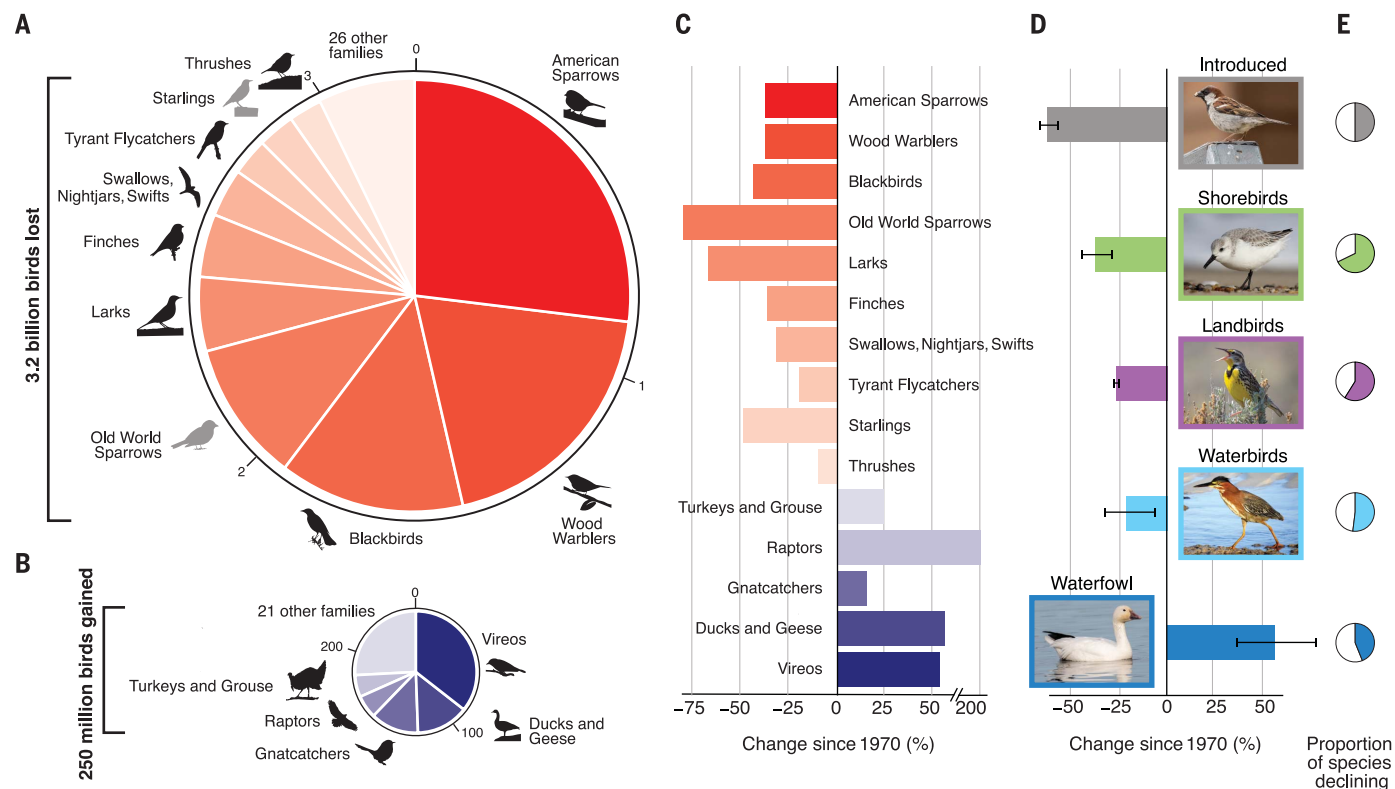 A
3.2 billion birds lost
26 other
families
0
American
Sparrows
Thrushes
3
Starlings
Tyrant Flycatchers
Swallows,
Nightjars, Swifts
Finches
Larks
1
Old World
Sparrows
2
Blackbirds
Wood
Warblers
B
250 million birds gained
0
21 other families
200
Vireos
Turkeys and Grouse
Raptors
Gnatcatchers
100
Ducks and
Geese
C
American Sparrows
Wood Warblers
Blackbirds
Old World Sparrows
Larks
Finches
Swallows, Nightjars, Swifts
Tyrant Flycatchers
Starlings
Thrushes
Turkeys and Grouse
Raptors
Gnatcatchers
Ducks and Geese
Vireos
−75 −50 −25 0 25 50 200
Change since 1970 (%)
D
Introduced
Shorebirds
Landbirds
Waterbirds
Waterfowl
−50 −25 0 25 50
Change since 1970 (%)
E
Proportion
of species
declining